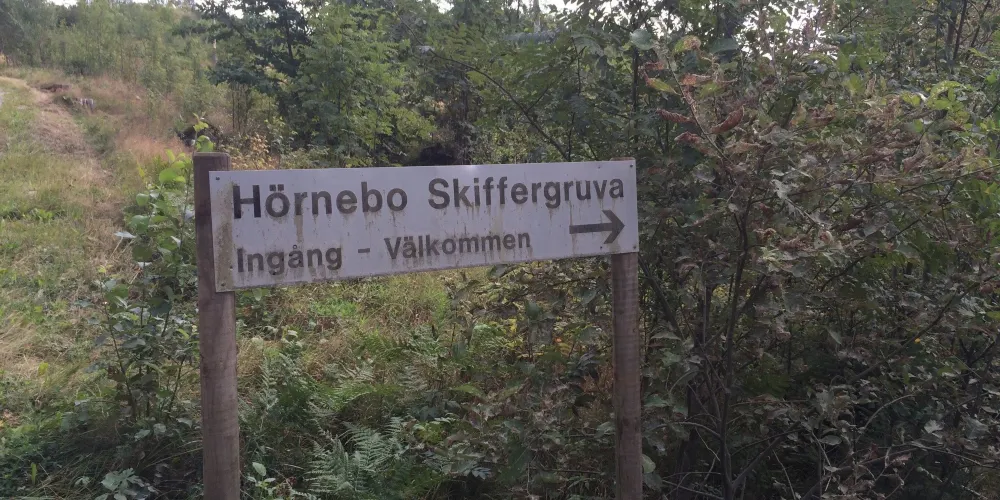 Hörnebo Skiffergruva
Ingång - Välkommen